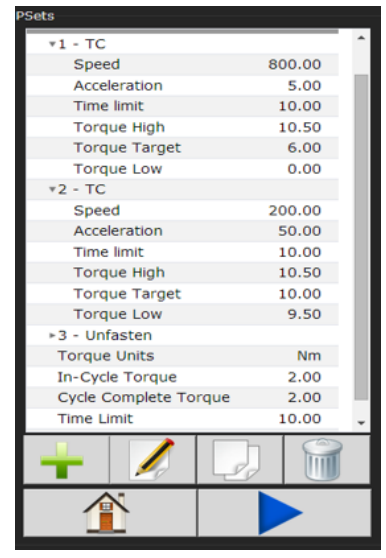 PSets
1 - TC
Speed 800.00
Acceleration 5.00
Time limit 10.00
Torque High 10.50
Torque Target 6.00
Torque Low 0.00
2 - TC
Speed 200.00
Acceleration 50.00
Time limit 10.00
Torque High 10.50
Torque Target 10.00
Torque Low 9.50
3 - Unfasten
Torque Units Nm
In-Cycle Torque 2.00
Cycle Complete Torque 2.00
Time Limit 10.00